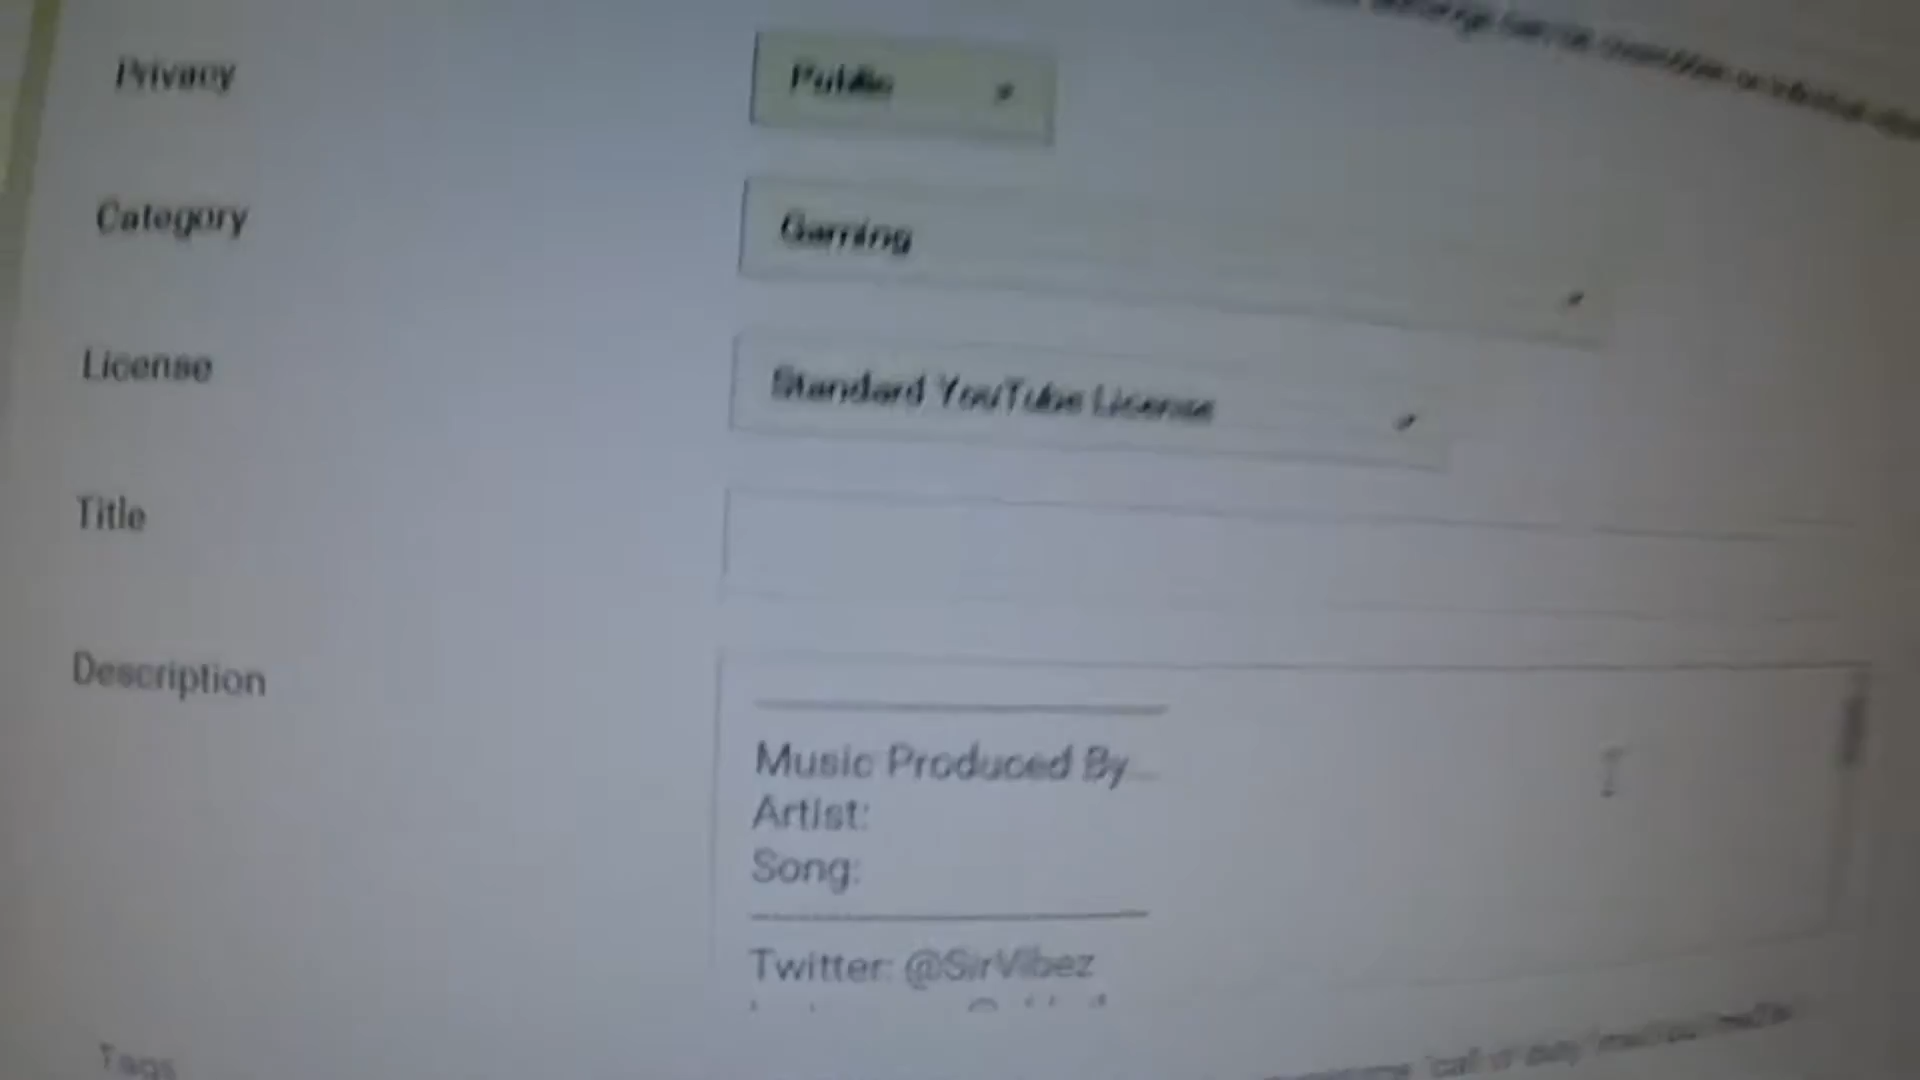 Privacy
Public
Category
Gaming
License
Standard YouTube License
Title
Description
Music Produced By
Artist:
Song:
Twitter: @SirVibez
Tags